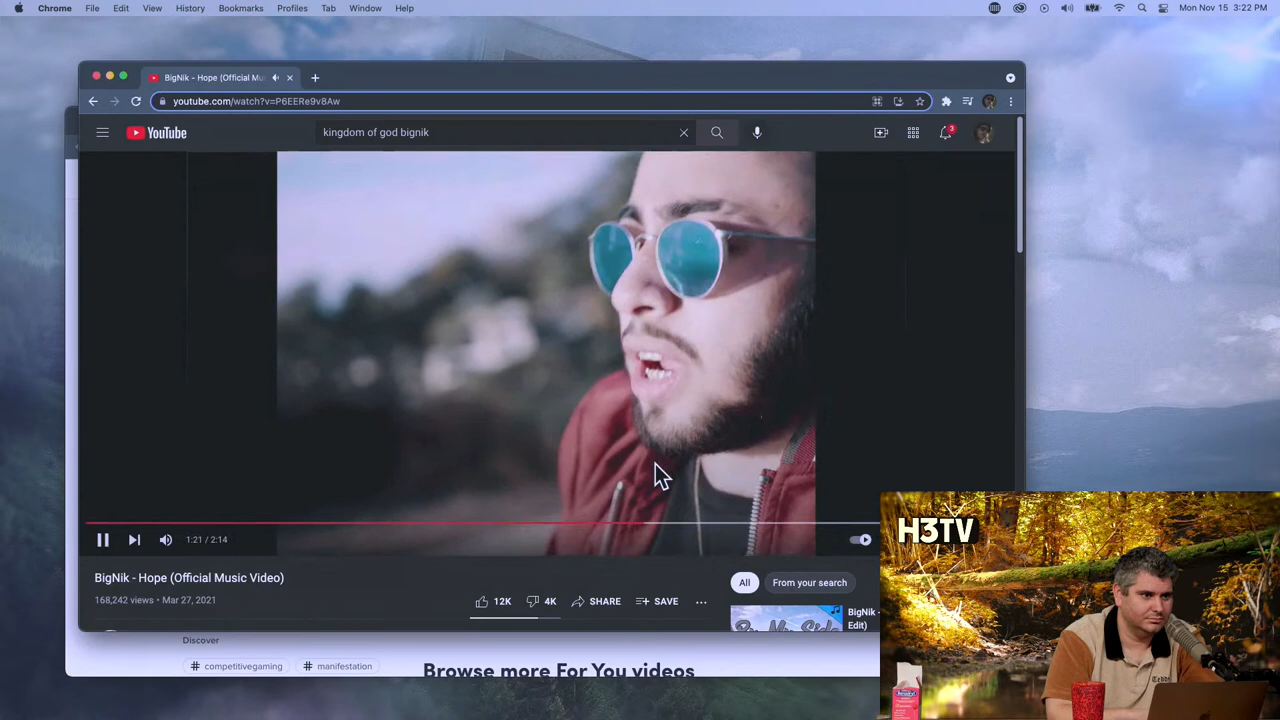 Chrome File Edit View History Bookmarks Profiles Tab Window Help Mon Nov 15 3:22 PM
BigNik - Hope (Official Mu
youtube.com/watch?v=P6EERe9v8Aw
YouTube kingdom of god bignik 3
1:21 / 2:14
H3TV
BigNik - Hope (Official Music Video)
168,242 views • Mar 27, 2021
12K 4K SHARE SAVE
All From your search
BigNik -
Edit)
Discover
# competitivegaming # manifestation
Browse more For You videos
Teddy